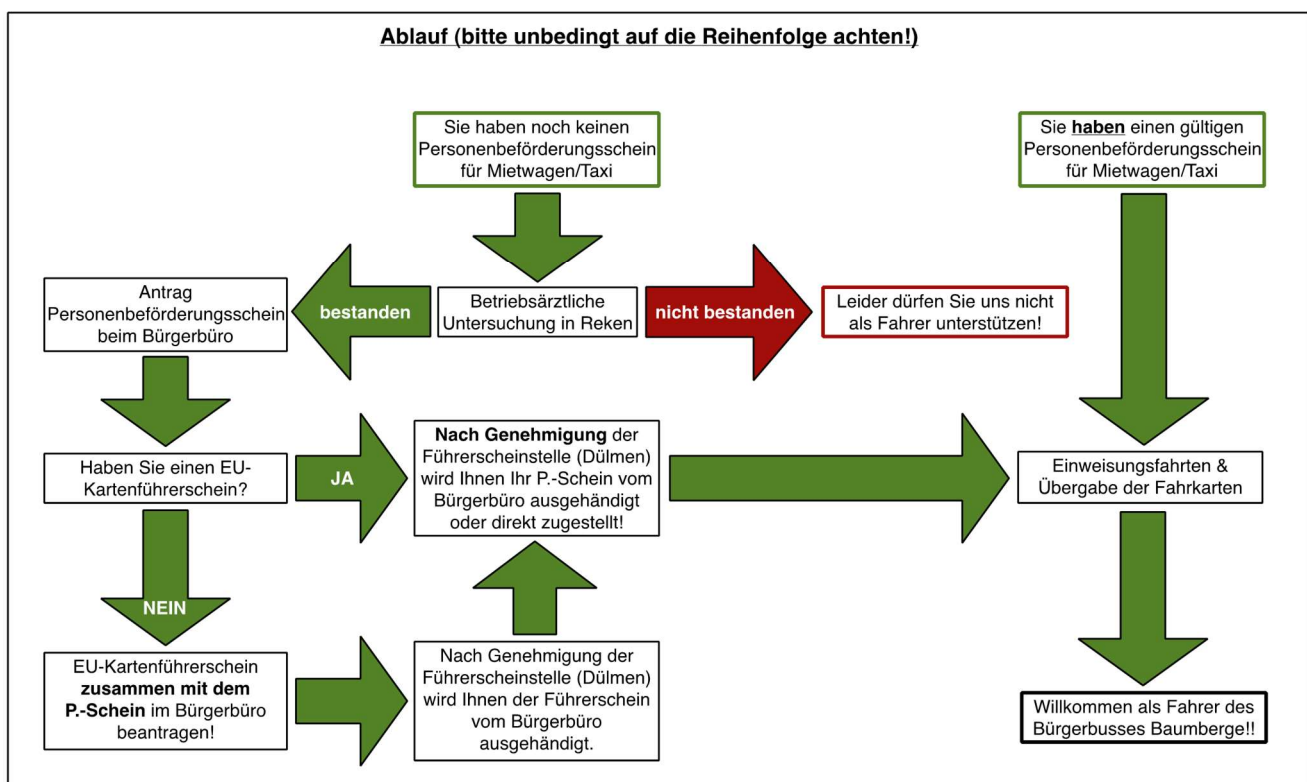 Ablauf (bitte unbedingt auf die Reihenfolge achten!)
Sie haben noch keinen
Personenbeförderungsschein
für Mietwagen/Taxi
Sie haben einen gültigen
Personenbeförderungsschein
für Mietwagen/Taxi
Antrag
Personenbeförderungsschein
beim Bürgerbüro
bestanden
Betriebsärztliche
Untersuchung in Reken
nicht bestanden
Leider dürfen Sie uns nicht
als Fahrer unterstützen!
Haben Sie einen EU-
Kartenführerschein?
JA
Nach Genehmigung der
Führerscheinstelle (Dülmen)
wird Ihnen Ihr P.-Schein vom
Bürgerbüro ausgehändigt
oder direkt zugestellt!
Einweisungsfahrten &
Übergabe der Fahrkarten
NEIN
EU-Kartenführerschein
zusammen mit dem
P.-Schein im Bürgerbüro
beantragen!
Nach Genehmigung der
Führerscheinstelle (Dülmen)
wird Ihnen der Führerschein
vom Bürgerbüro
ausgehändigt.
Willkommen als Fahrer des
Bürgerbusses Baumberge!!